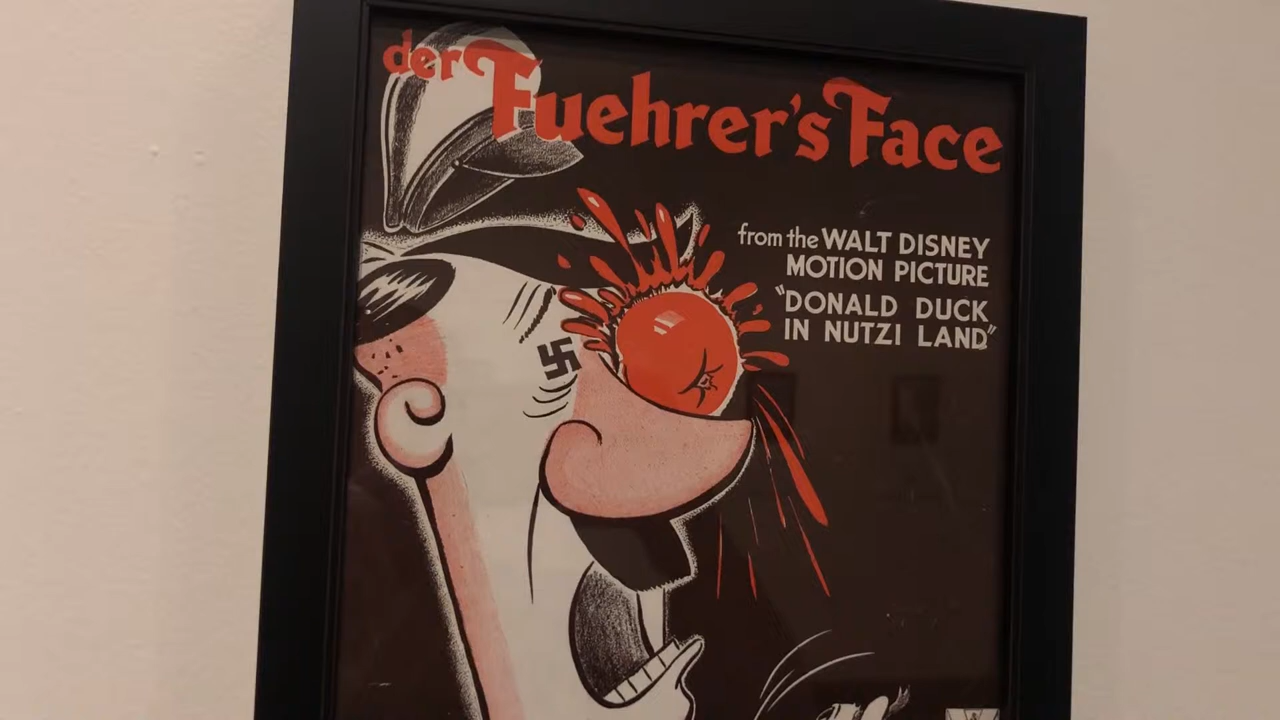 der Fuehrer's Face
from the WALT DISNEY
MOTION PICTURE
"DONALD DUCK
IN NUTZI LAND"